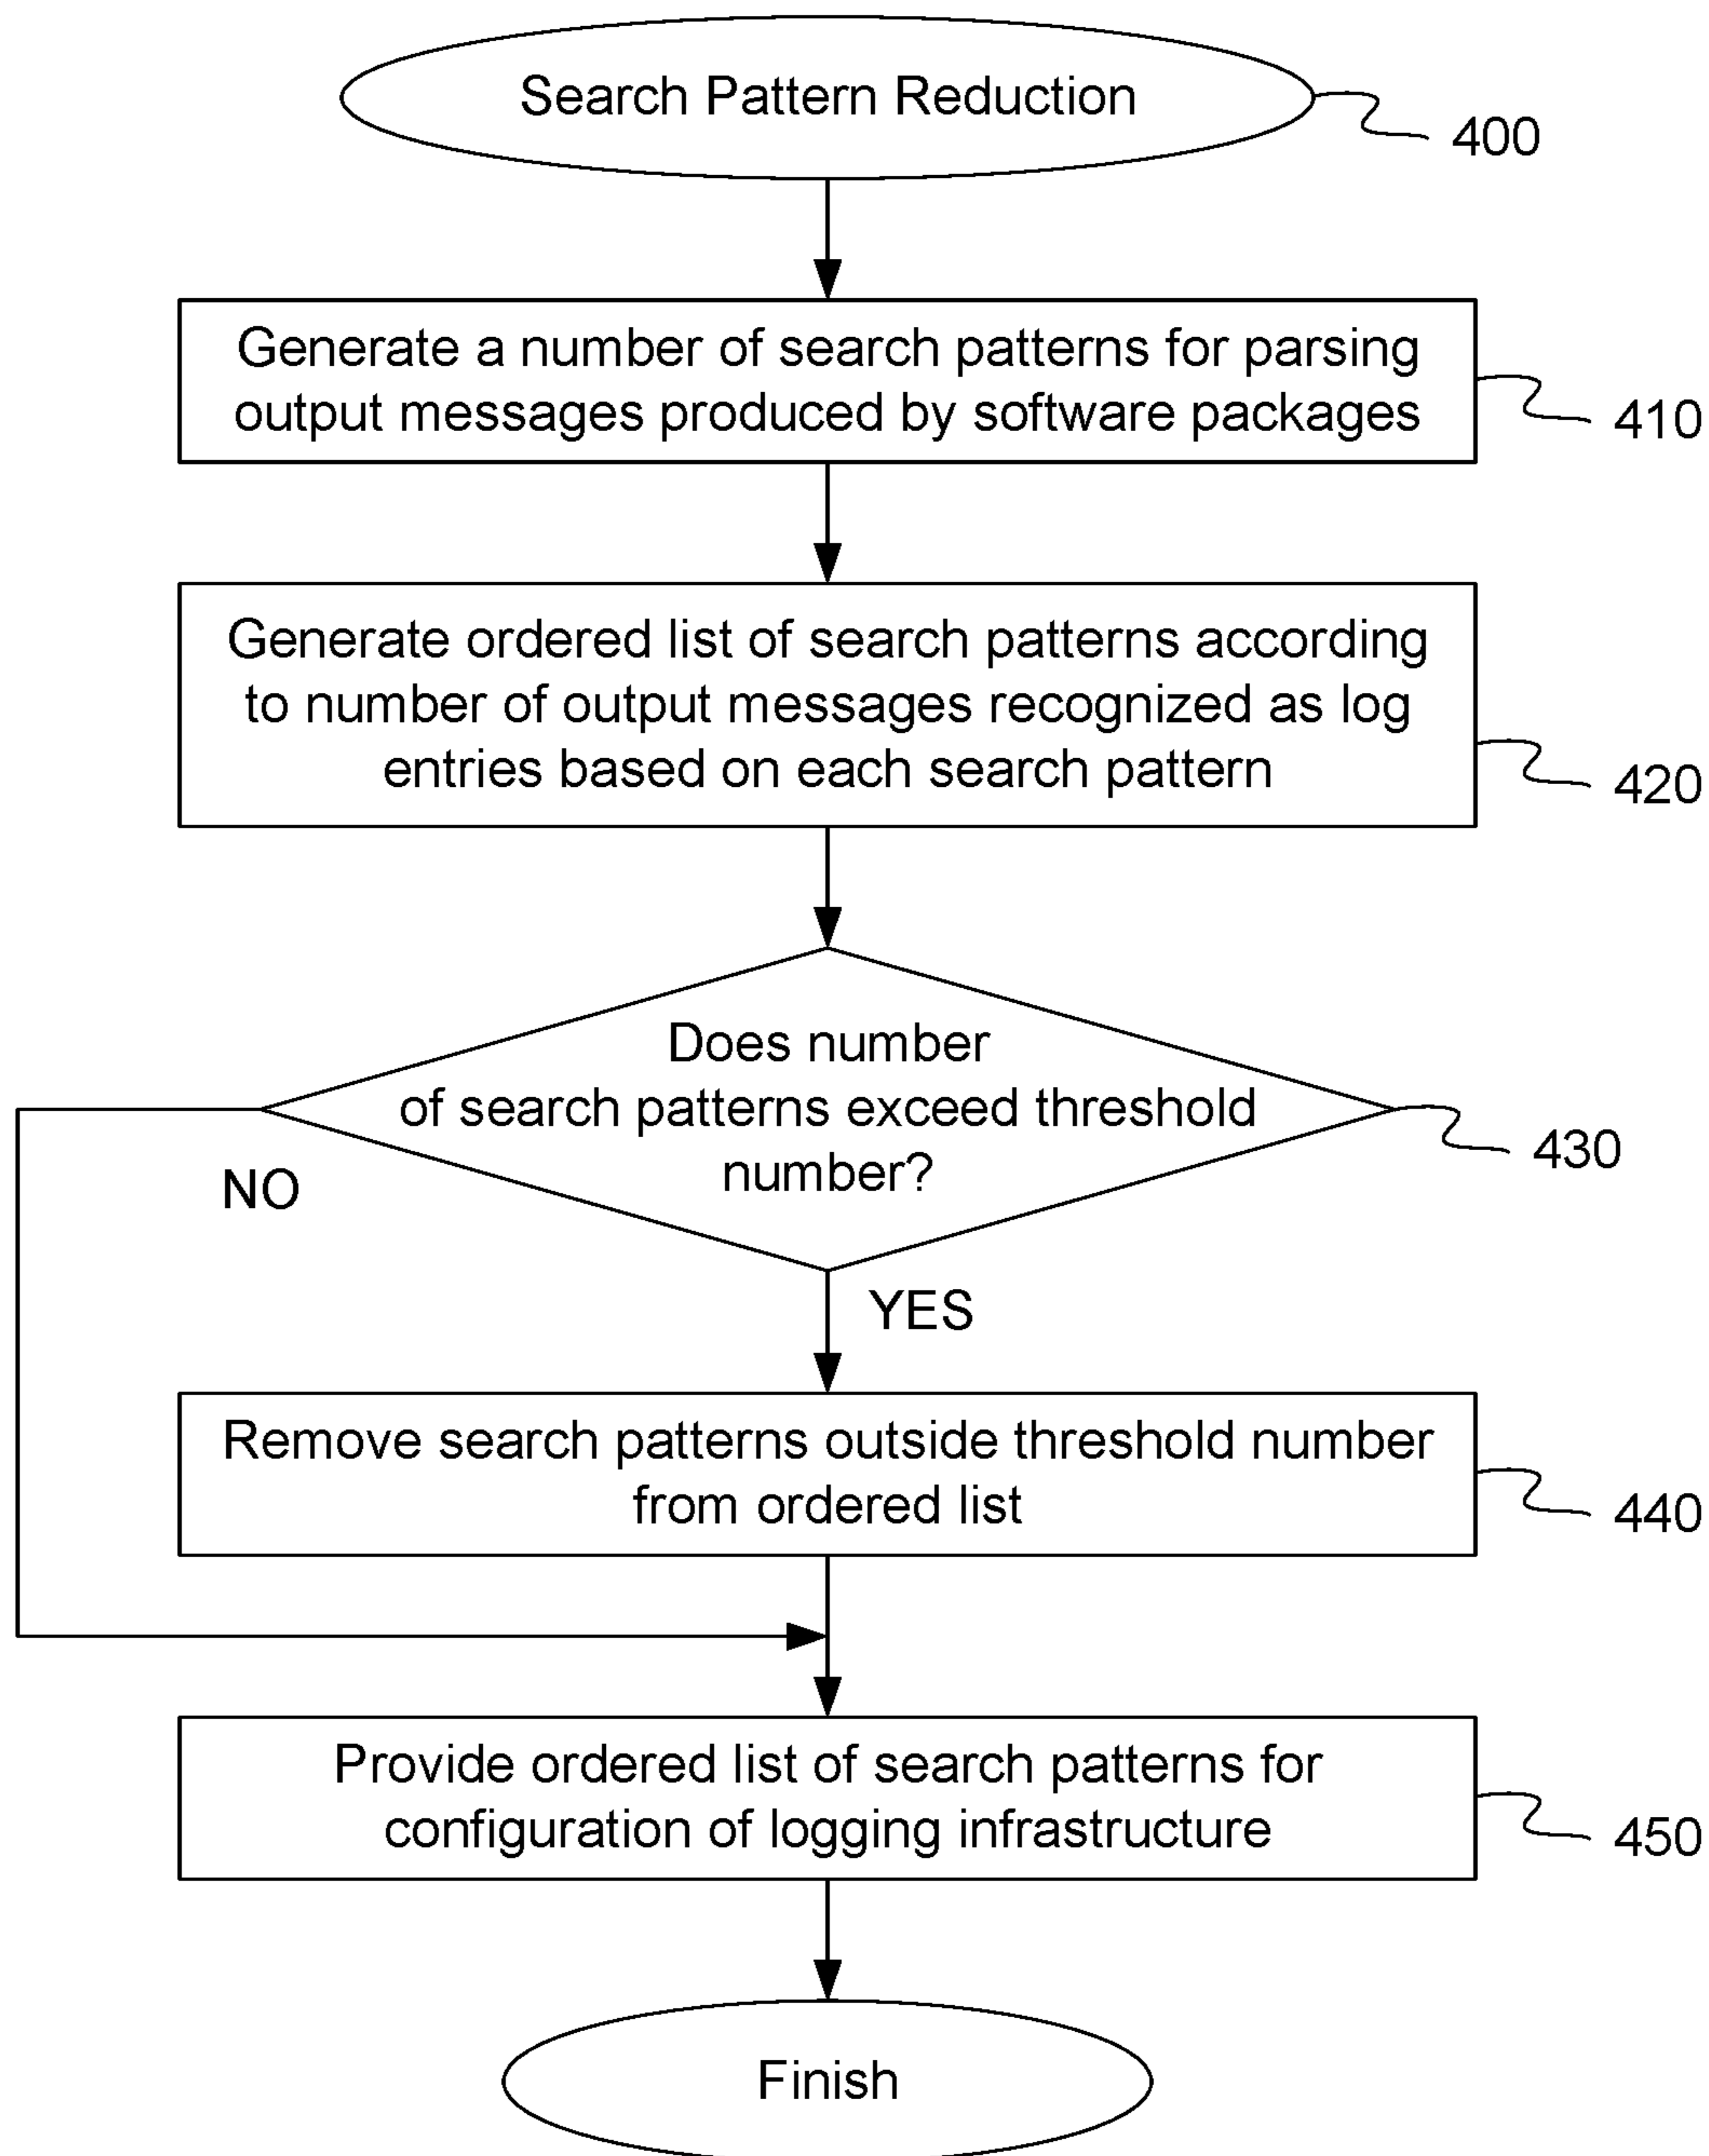 Search Pattern Reduction
400
Generate a number of search patterns for parsing
output messages produced by software packages
410
Generate ordered list of search patterns according
to number of output messages recognized as log
entries based on each search pattern
420
Does number
of search patterns exceed threshold
number?
430
NO
YES
Remove search patterns outside threshold number
from ordered list
440
Provide ordered list of search patterns for
configuration of logging infrastructure
450
Finish